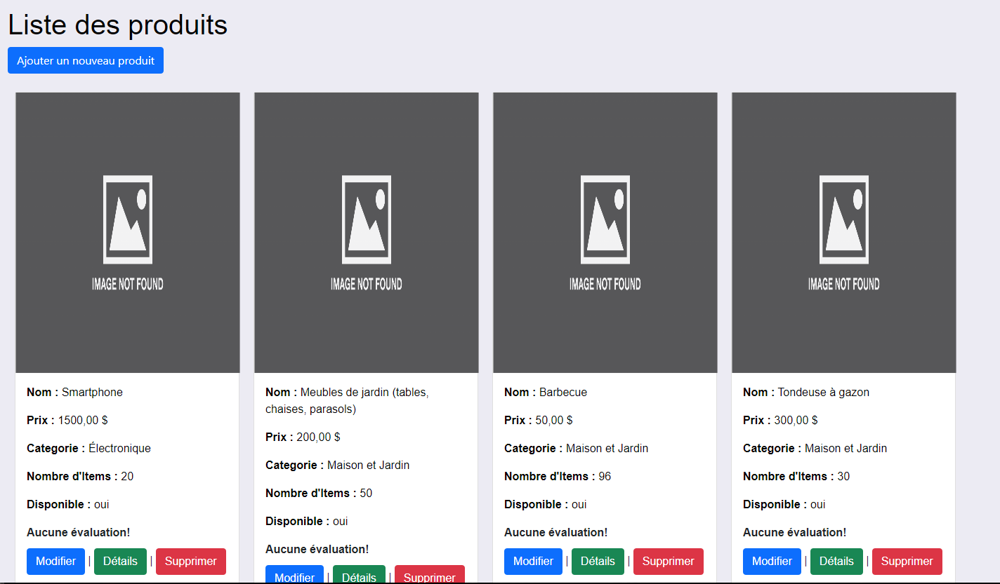 Liste des produits
Ajouter un nouveau produit
IMAGE NOT FOUND
Nom : Smartphone
Prix : 1500,00 $
Categorie : Électronique
Nombre d'Items : 20
Disponible : oui
Aucune évaluation!
Modifier | Détails | Supprimer
IMAGE NOT FOUND
Nom : Meubles de jardin (tables,
chaises, parasols)
Prix : 200,00 $
Categorie : Maison et Jardin
Nombre d'Items : 50
Disponible : oui
Aucune évaluation!
Modifier | Détails | Supprimer
IMAGE NOT FOUND
Nom : Barbecue
Prix : 50,00 $
Categorie : Maison et Jardin
Nombre d'Items : 96
Disponible : oui
Aucune évaluation!
Modifier | Détails | Supprimer
IMAGE NOT FOUND
Nom : Tondeuse à gazon
Prix : 300,00 $
Categorie : Maison et Jardin
Nombre d'Items : 30
Disponible : oui
Aucune évaluation!
Modifier | Détails | Supprimer